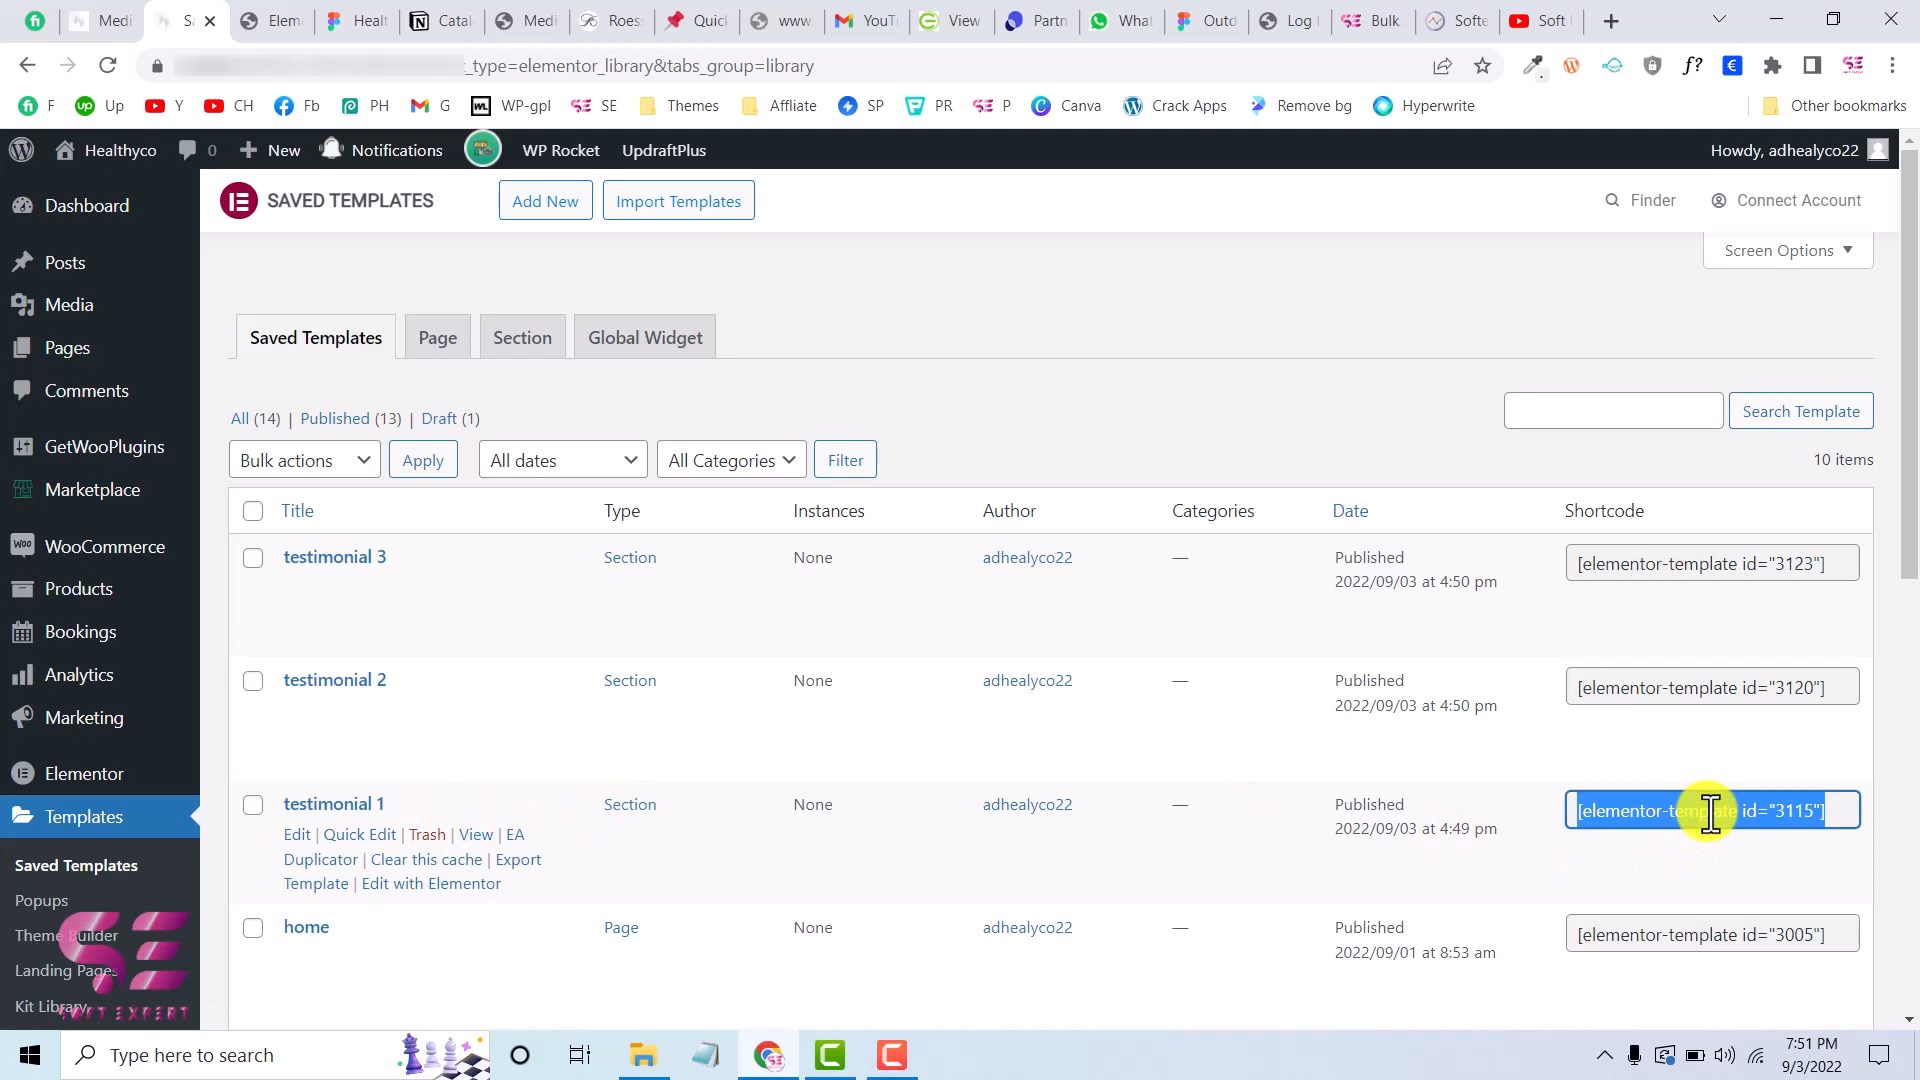 Medi
Sa
Eleme
Healt
Catal
Medi
Roess
Quick
www.
YouTu
View
Partn
What
Outd
Log I
Bulk
Softe
Soft
_type=elementor_library&tabs_group=library
f?
F
Up
Y
CH
Fb
PH
G
WP-gpl
SE
Themes
Affliate
SP
PR
P
Canva
Crack Apps
Remove bg
Hyperwrite
Other bookmarks
Healthyco
0
New
Notifications
WP Rocket
UpdraftPlus
Howdy, adhealyco22
Dashboard
Posts
Media
Pages
Comments
GetWooPlugins
Marketplace
WooCommerce
Products
Bookings
Analytics
Marketing
Elementor
Templates
Saved Templates
Popups
Theme Builder
Landing Pages
Kit Library
SOFT EXPERT
SAVED TEMPLATES
Add New
Import Templates
Finder
Connect Account
Screen Options
Saved Templates
Page
Section
Global Widget
All (14) | Published (13) | Draft (1)
Search Template
Bulk actions
Apply
All dates
All Categories
Filter
10 items
Title Type Instances Author Categories Date Shortcode
testimonial 3 Section None adhealyco22 — Published [elementor-template id="3123"]
2022/09/03 at 4:50 pm
testimonial 2 Section None adhealyco22 — Published [elementor-template id="3120"]
2022/09/03 at 4:50 pm
testimonial 1 Section None adhealyco22 — Published [elementor-template id="3115"]
2022/09/03 at 4:49 pm
Edit | Quick Edit | Trash | View | EA
Duplicator | Clear this cache | Export
Template | Edit with Elementor
home Page None adhealyco22 — Published [elementor-template id="3005"]
2022/09/01 at 8:53 am
Type here to search
7:51 PM
9/3/2022